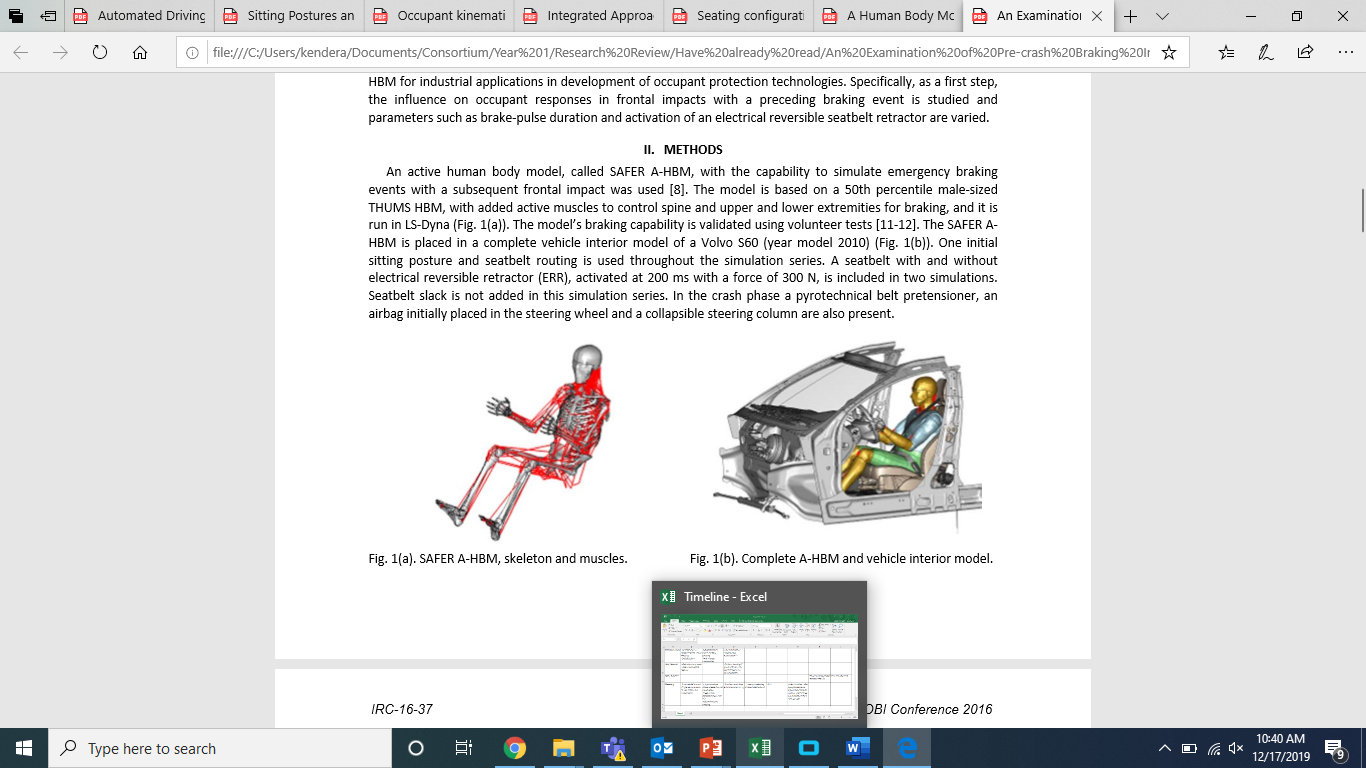 Automated Driving
Sitting Postures an
Occupant kinemati
Integrated Approa
Seating configurati
A Human Body Mo
An Examination
file:///C:/Users/kendera/Documents/Consortium/Year%201/Research%20Review/Have%20already%20read/An%20Examination%20of%20Pre-crash%20Braking%20Ir
HBM for industrial applications in development of occupant protection technologies. Specifically, as a first step,
the influence on occupant responses in frontal impacts with a preceding braking event is studied and
parameters such as brake-pulse duration and activation of an electrical reversible seatbelt retractor are varied.
II. METHODS
An active human body model, called SAFER A-HBM, with the capability to simulate emergency braking
events with a subsequent frontal impact was used [8]. The model is based on a 50th percentile male-sized
THUMS HBM, with added active muscles to control spine and upper and lower extremities for braking, and it is
run in LS-Dyna (Fig. 1(a)). The model's braking capability is validated using volunteer tests [11-12]. The SAFER A-
HBM is placed in a complete vehicle interior model of a Volvo S60 (year model 2010) (Fig. 1(b)). One initial
sitting posture and seatbelt routing is used throughout the simulation series. A seatbelt with and without
electrical reversible retractor (ERR), activated at 200 ms with a force of 300 N, is included in two simulations.
Seatbelt slack is not added in this simulation series. In the crash phase a pyrotechnical belt pretensioner, an
airbag initially placed in the steering wheel and a collapsible steering column are also present.
Fig. 1(a). SAFER A-HBM, skeleton and muscles.
Fig. 1(b). Complete A-HBM and vehicle interior model.
Timeline - Excel
IRC-16-37
OBI Conference 2016
Type here to search
10:40 AM
12/17/2019
9